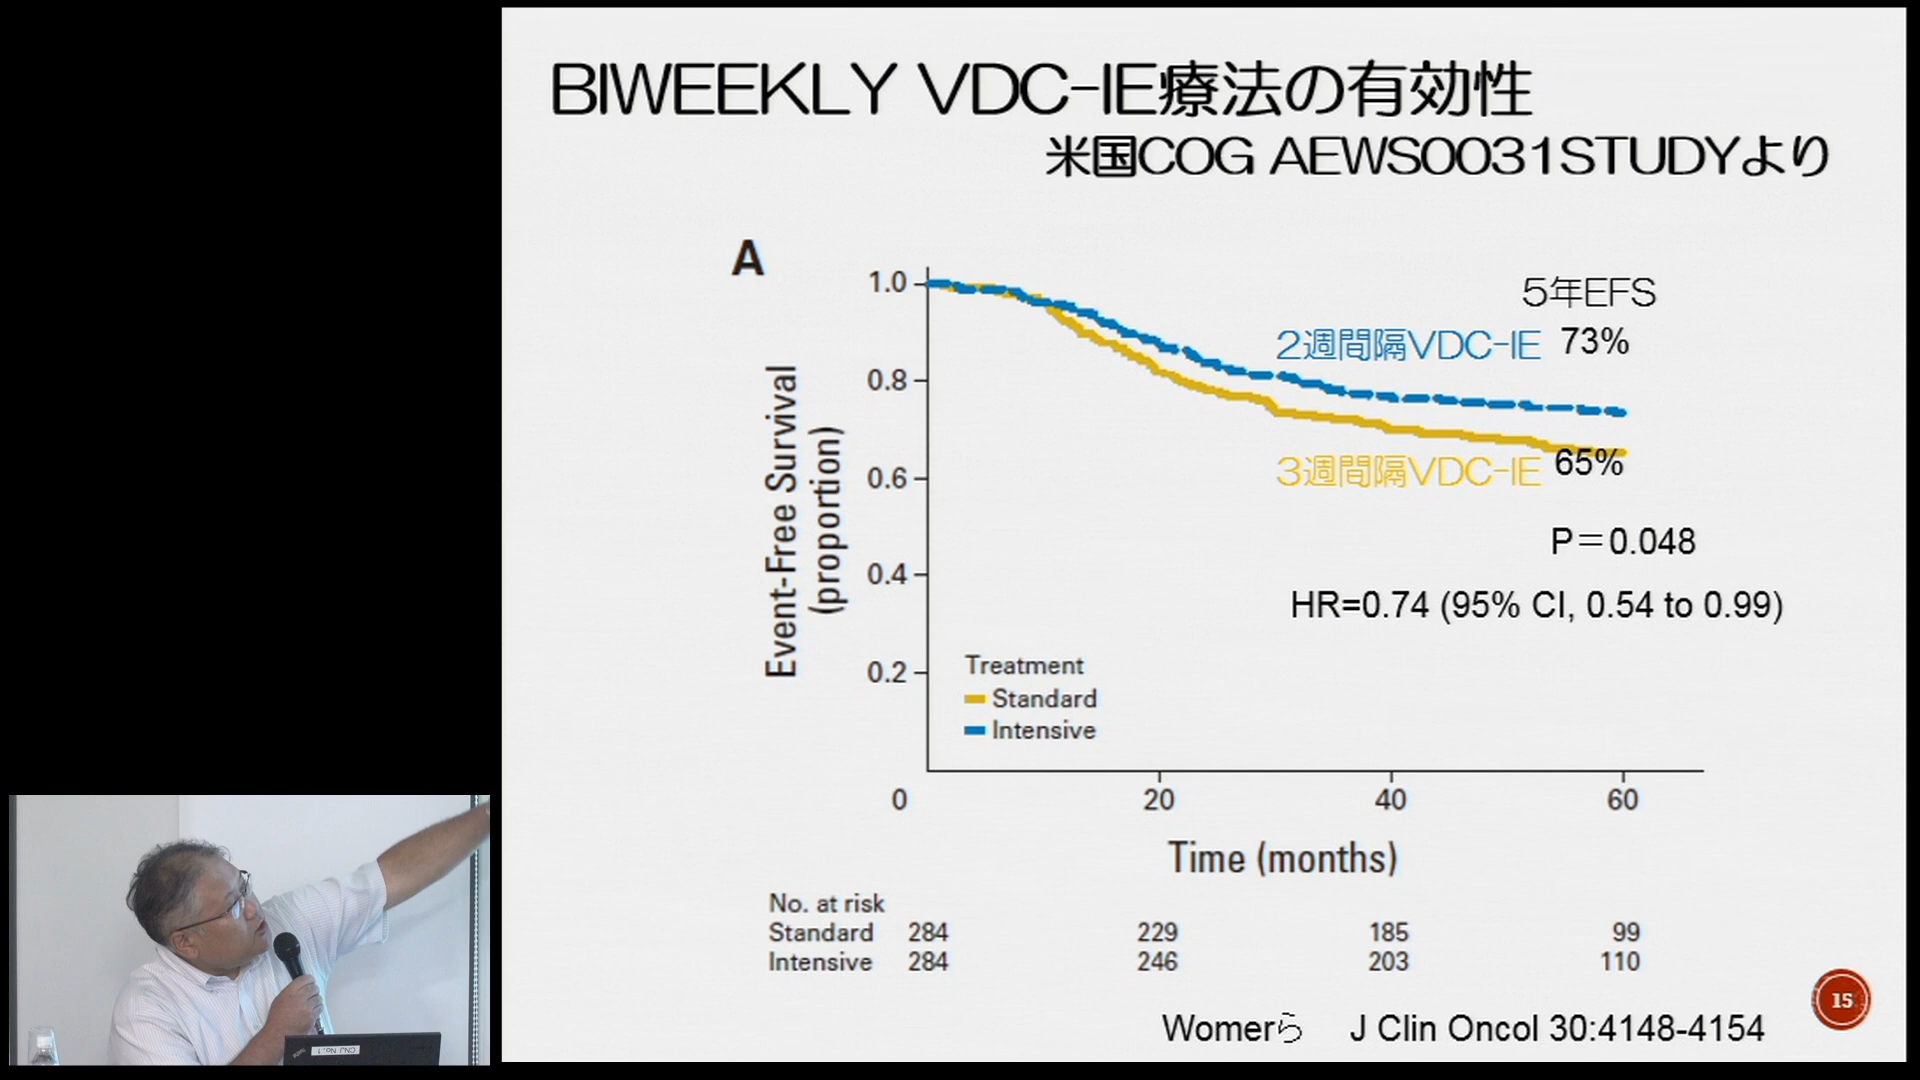 BIWEEKLY VDC-IE療法の有効性
米国COG AEWS0031STUDYより
A
Event-Free Survival
(proportion)
1.0
0.8
0.6
0.4
0.2
0
20
40
60
Time (months)
5年EFS
2週間隔VDC-IE 73%
3週間隔VDC-IE 65%
P=0.048
HR=0.74 (95% CI, 0.54 to 0.99)
Treatment
Standard
Intensive
No. at risk
Standard 284 229 185 99
Intensive 284 246 203 110
Womerら J Clin Oncol 30:4148-4154
15
CNJ No.1